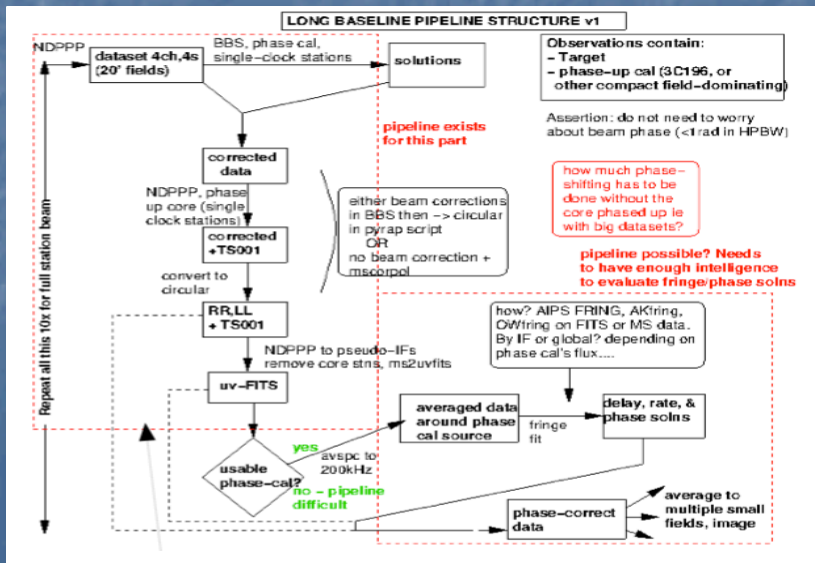 LONG BASELINE PIPELINE STRUCTURE v1
NDPPP
dataset 4ch,4s
(20' fields)
BBS, phase cal,
single-clock stations
solutions
Observations contain:
- Target
- phase-up cal (3C196, or
other compact field-dominating)
Assertion: do not need to worry
about beam phase (<1rad in HPBW)
pipeline exists
for this part
corrected
data
NDPPP, phase
up core (single
clock stations)
either beam corrections
in BBS then -> circular
in pyrap script
OR
no beam correction +
mscorpol
how much phase-
shifting has to be
done without the
core phased up ie
with big datasets?
corrected
+TS001
pipeline possible? Needs
to have enough intelligence
to evaluate fringe/phase solns
convert to
circular
RR,LL
+ TS001
how? AIPS FRING, AKfring,
OWfring on FITS or MS data.
By IF or global? depending on
phase cal's flux....
NDPPP to pseudo-IFs
remove core stns, ms2uvfits
uv-FITS
Repeat all this 10x for full station beam
averaged data
around phase
cal source
fringe
fit
delay, rate, &
phase solns
usable
phase-cal?
yes
avspc to
200kHz
no - pipeline
difficult
phase-correct
data
average to
multiple small
fields, image